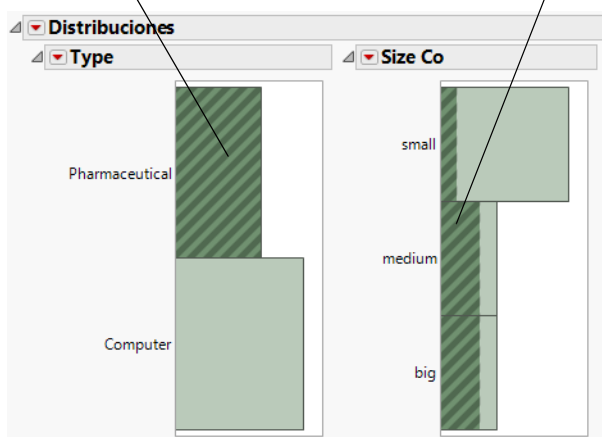 Distribuciones
Type
Size Co
Pharmaceutical
Computer
small
medium
big